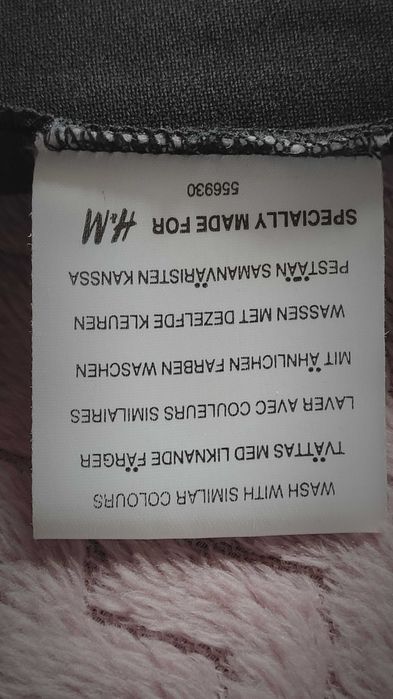 WASH WITH SIMILAR COLOURS
TVÄTTAS MED LIKNANDE FÄRGER
LAVER AVEC COULEURS SIMILAIRES
MIT ÄHNLICHEN FARBEN WASCHEN
WASSEN MET DEZELFDE KLEUREN
PESTÄÄN SAMANVÄRISTEN KANSSA
SPECIALLY MADE FOR H&M
556930